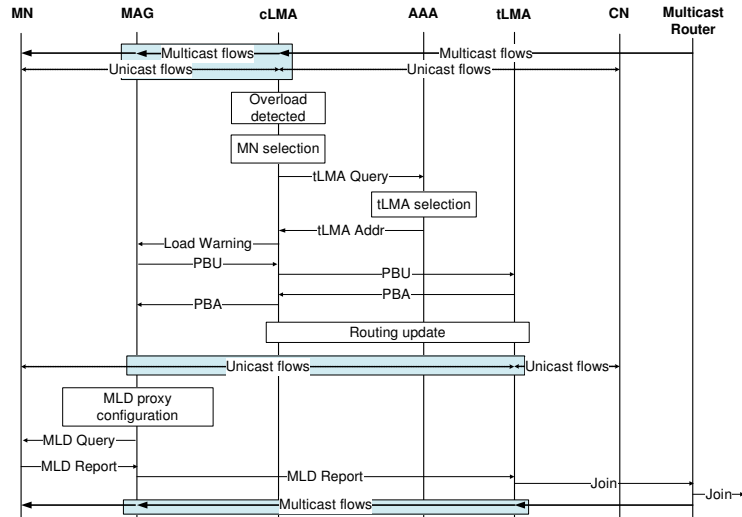 MN MAG cLMA AAA tLMA CN Multicast
Router
Multicast flows Multicast flows
Unicast flows Unicast flows
Overload
detected
MN selection
tLMA Query
tLMA selection
tLMA Addr
Load Warning
PBU
PBU
PBA
PBA
Routing update
Unicast flows Unicast flows
MLD proxy
configuration
MLD Query
MLD Report
MLD Report
Join
Join
Multicast flows